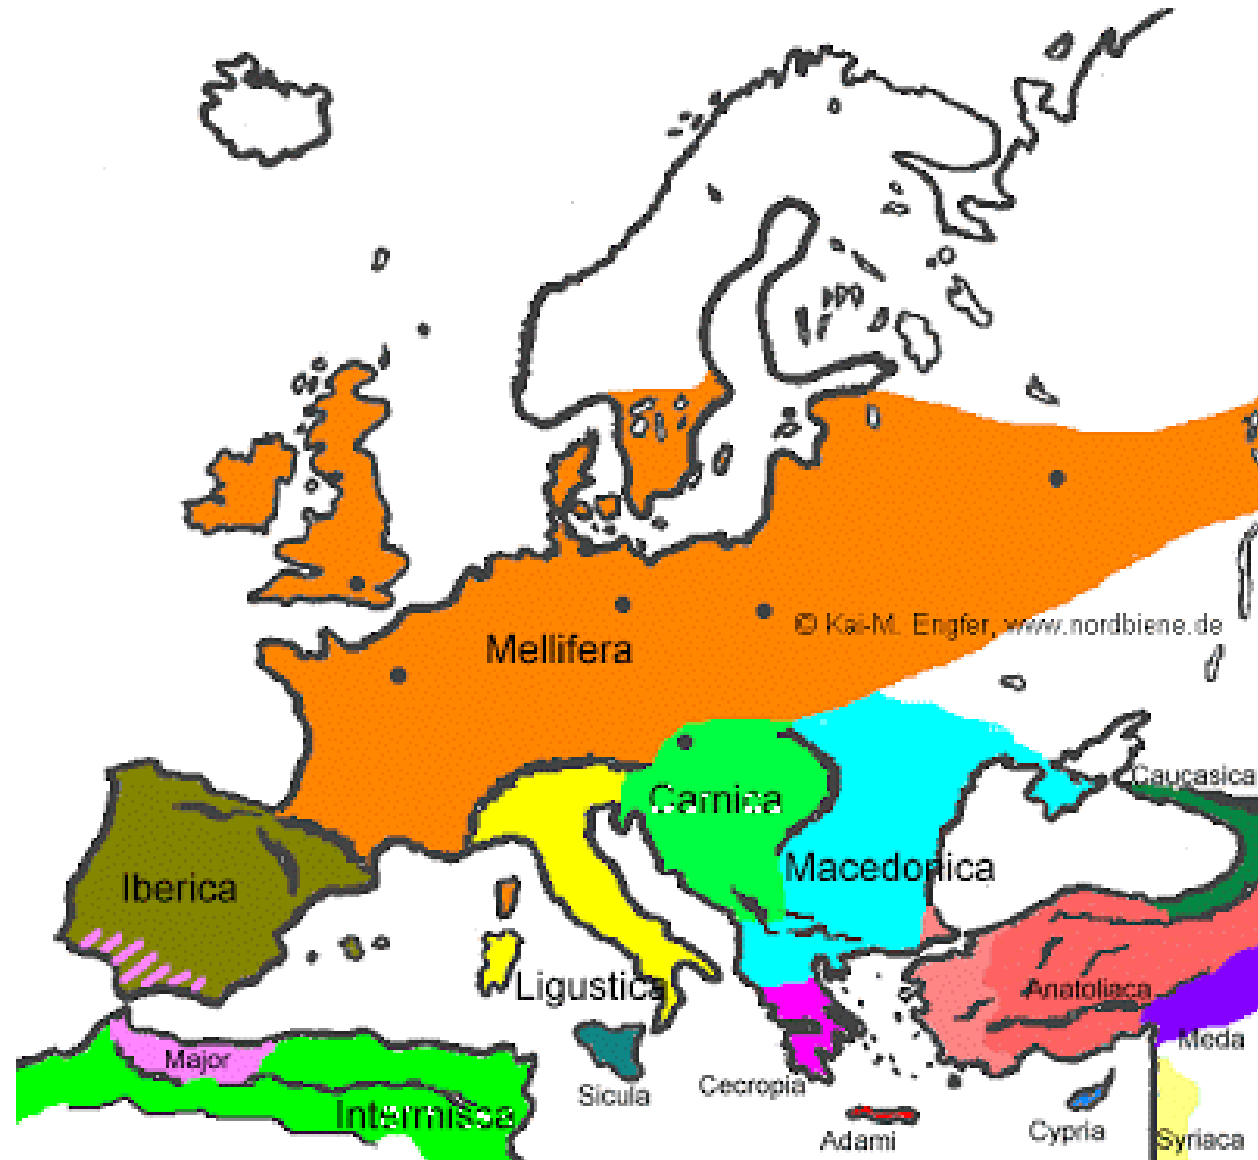 Mellifera
© Kai-M. Engfer, www.nordbiene.de
Caucasica
Carnica
Macedonica
Iberica
Ligustica
Anatoliaca
Meda
Major
Sicula
Cecropia
Intermissa
Adami
Cypria
Syriaca